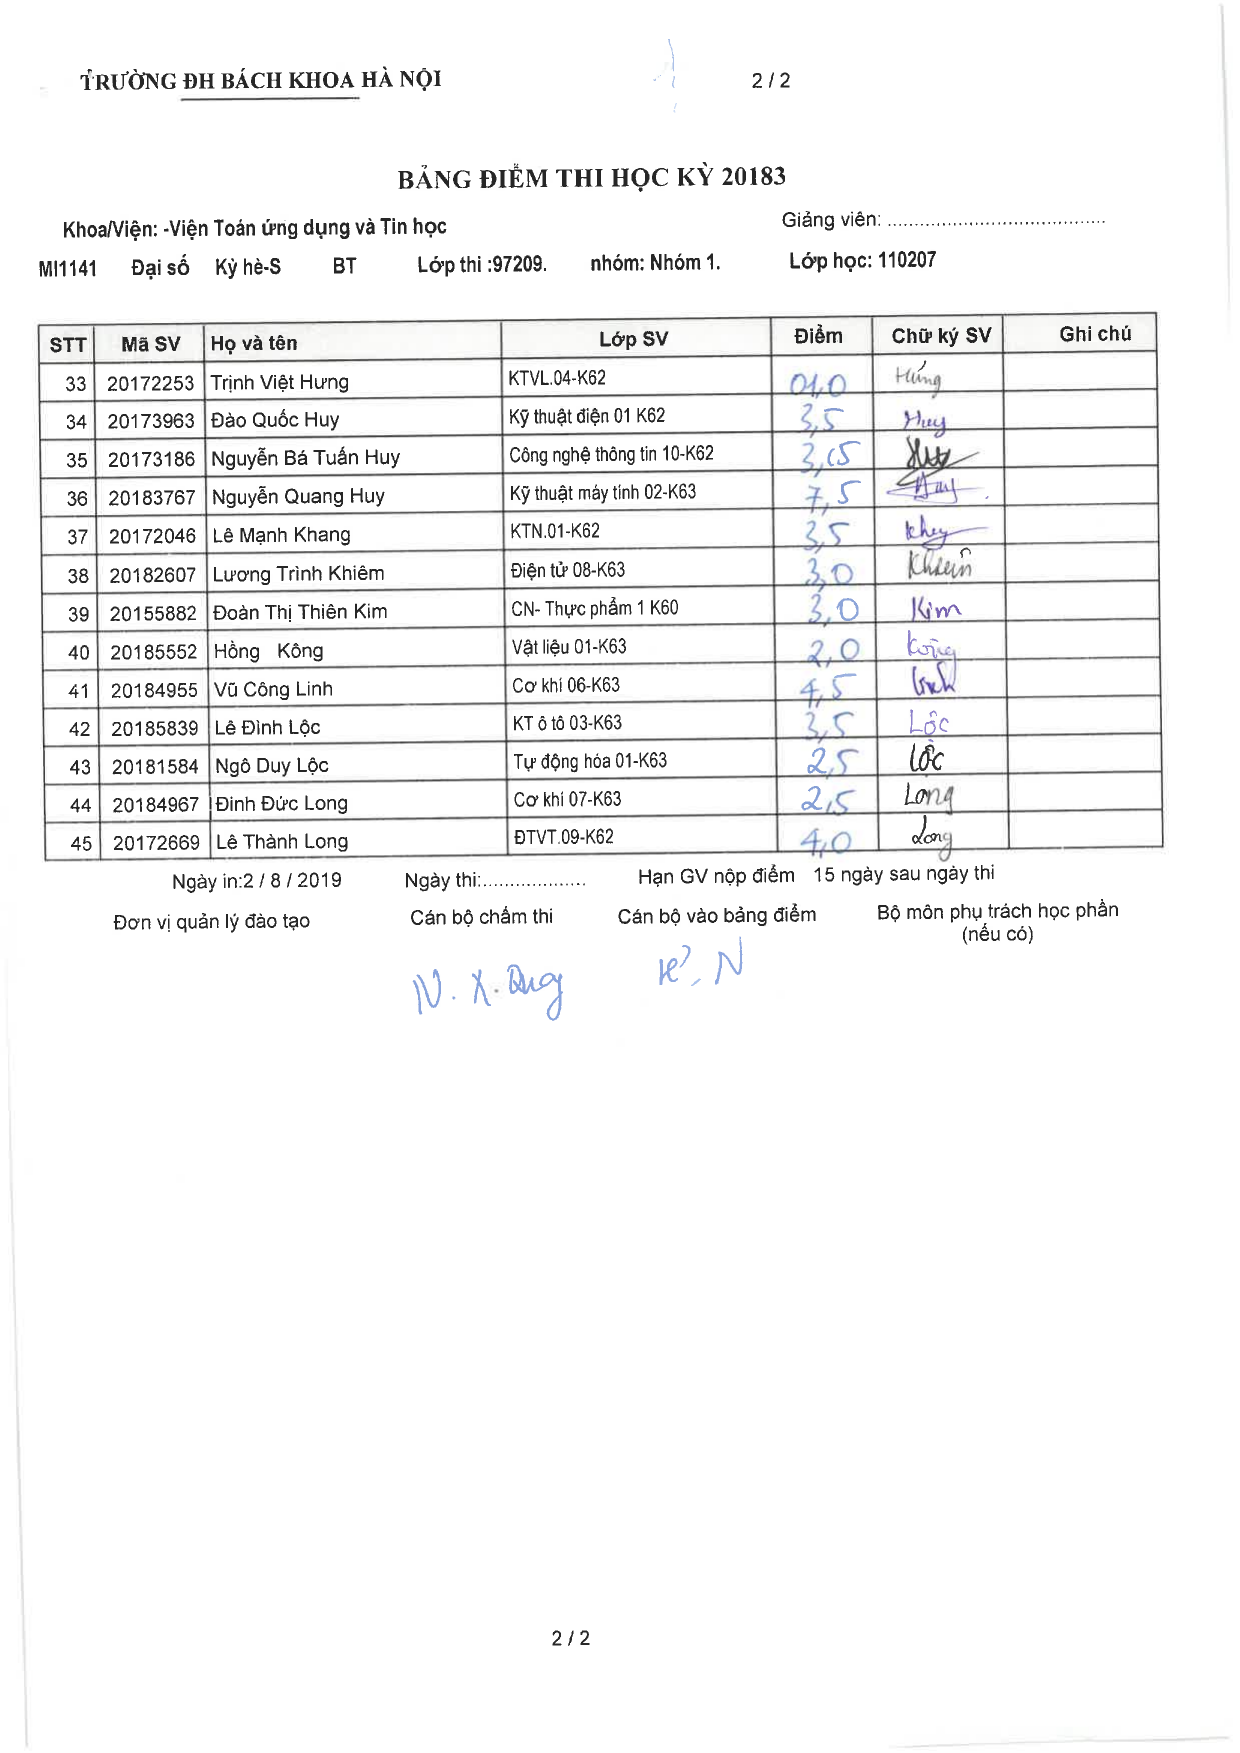 TRƯỜNG ĐH BÁCH KHOA HÀ NỘI 2 / 2
BẢNG ĐIỂM THI HỌC KỲ 20183
Khoa/Viện: -Viện Toán ứng dụng và Tin học Giảng viên: ........................................
MI1141 Đại số Kỳ hè-S BT Lớp thi :97209. nhóm: Nhóm 1. Lớp học: 110207
STT Mã SV Họ và tên Lớp SV Điểm Chữ ký SV Ghi chú
33 20172253 Trịnh Việt Hưng KTVL.04-K62 01,0 Hưng
34 20173963 Đào Quốc Huy Kỹ thuật điện 01 K62 3,5 Huy
35 20173186 Nguyễn Bá Tuấn Huy Công nghệ thông tin 10-K62
36 20183767 Nguyễn Quang Huy Kỹ thuật máy tính 02-K63 7,5
37 20172046 Lê Mạnh Khang KTN.01-K62 3,5
38 20182607 Lương Trình Khiêm Điện tử 08-K63 3,0
39 20155882 Đoàn Thị Thiên Kim CN- Thực phẩm 1 K60 3,0 Kim
40 20185552 Hồng Kông Vật liệu 01-K63 2,0 Kông
41 20184955 Vũ Công Linh Cơ khí 06-K63 4,5 Linh
42 20185839 Lê Đình Lộc KT ô tô 03-K63 3,5 Lộc
43 20181584 Ngô Duy Lộc Tự động hóa 01-K63 2,5 Lộc
44 20184967 Đinh Đức Long Cơ khí 07-K63 2,5 Long
45 20172669 Lê Thành Long ĐTVT.09-K62 4,0 Long
Ngày in:2 / 8 / 2019 Ngày thi:................... Hạn GV nộp điểm 15 ngày sau ngày thi
Đơn vị quản lý đào tạo Cán bộ chấm thi Cán bộ vào bảng điểm Bộ môn phụ trách học phần
(nếu có)
N. X.
2 / 2